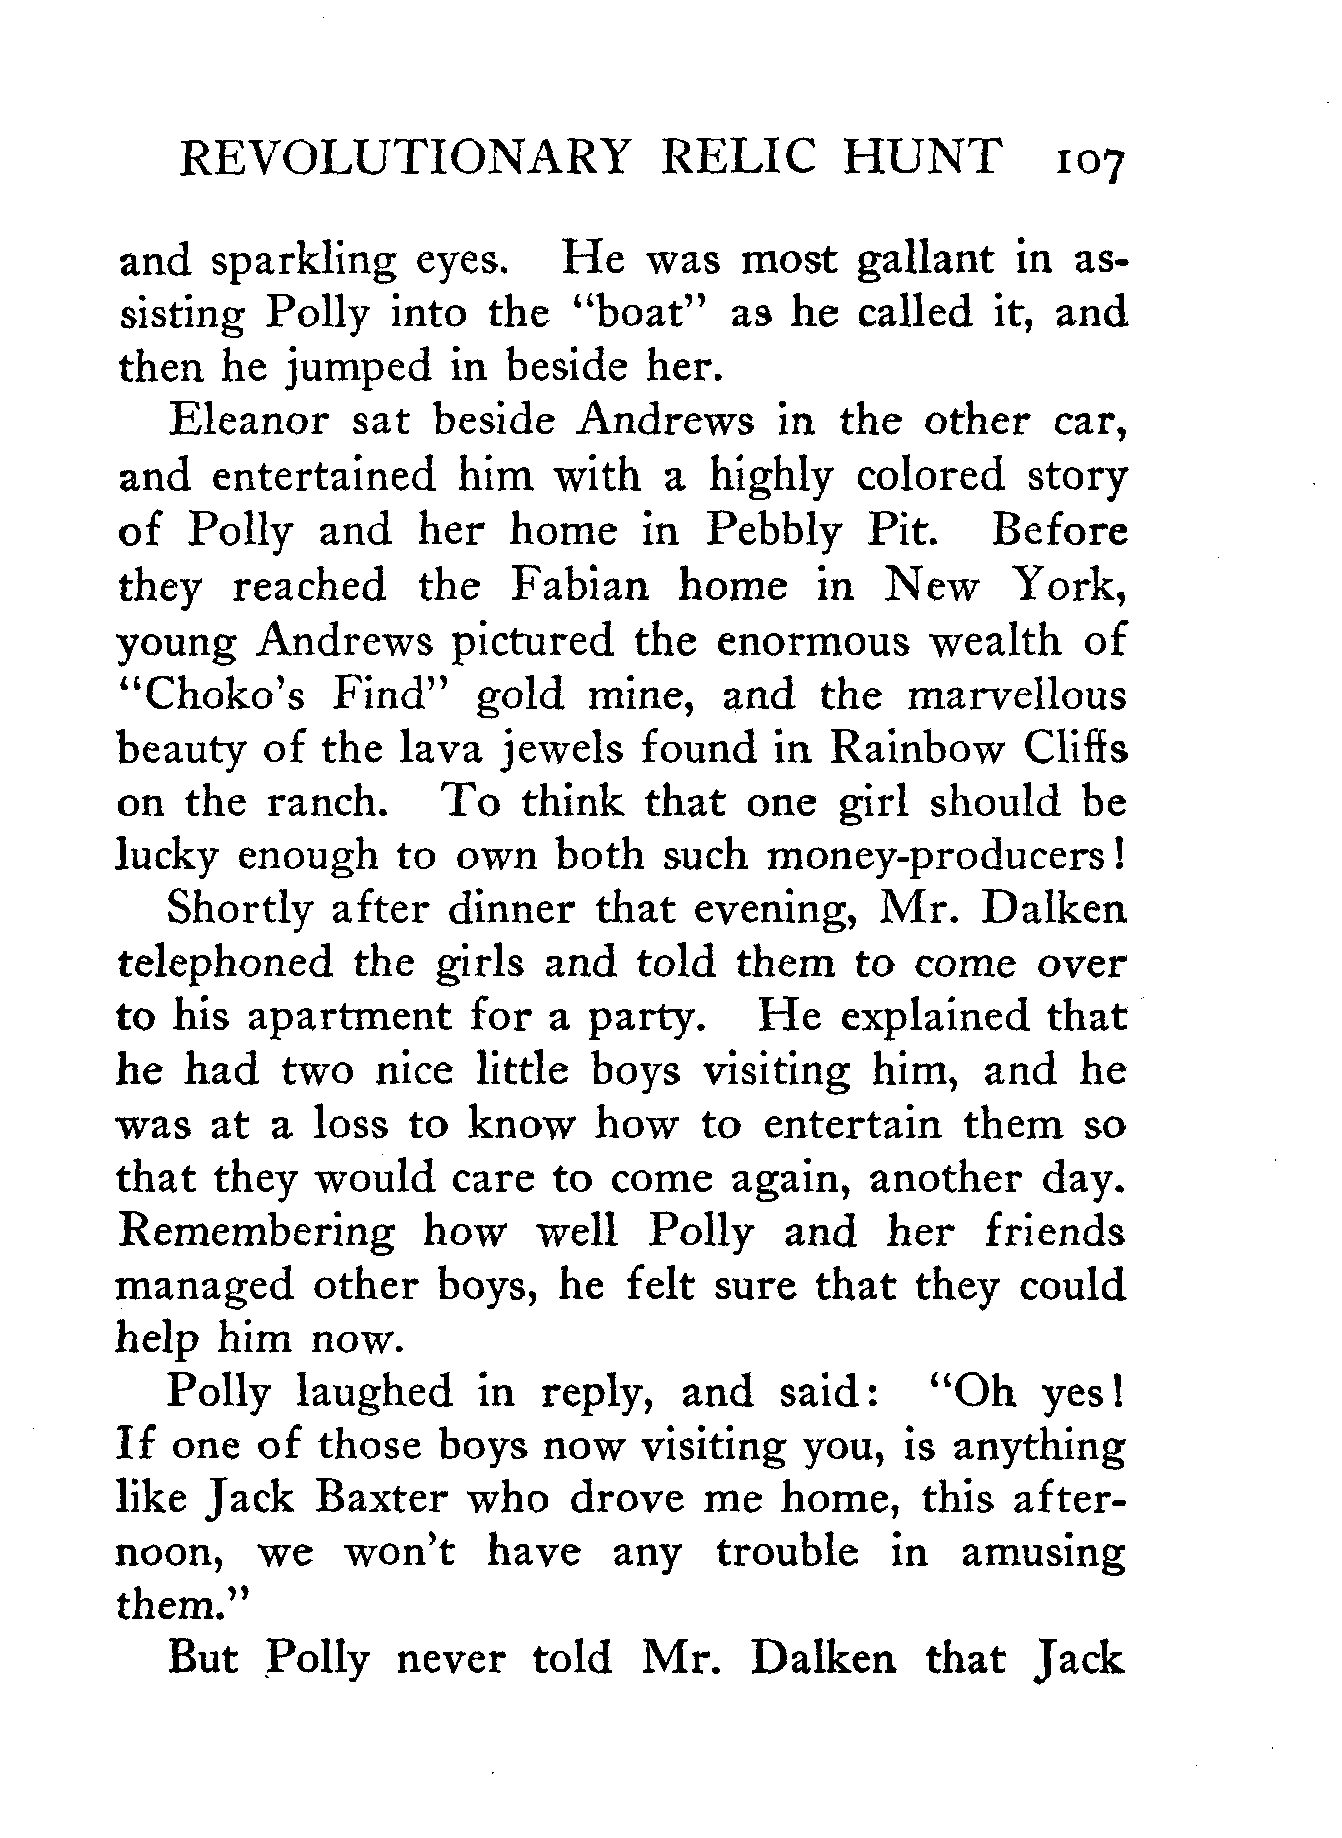 REVOLUTIONARY RELIC HUNT 107
and sparkling eyes. He was most gallant in as-
sisting Polly into the "boat" as he called it, and
then he jumped in beside her.
Eleanor sat beside Andrews in the other car,
and entertained him with a highly colored story
of Polly and her home in Pebbly Pit. Before
they reached the Fabian home in New York,
young Andrews pictured the enormous wealth of
"Choko's Find" gold mine, and the marvellous
beauty of the lava jewels found in Rainbow Cliffs
on the ranch. To think that one girl should be
lucky enough to own both such money-producers!
Shortly after dinner that evening, Mr. Dalken
telephoned the girls and told them to come over
to his apartment for a party. He explained that
he had two nice little boys visiting him, and he
was at a loss to know how to entertain them so
that they would care to come again, another day.
Remembering how well Polly and her friends
managed other boys, he felt sure that they could
help him now.
Polly laughed in reply, and said: "Oh yes!
If one of those boys now visiting you, is anything
like Jack Baxter who drove me home, this after-
noon, we won't have any trouble in amusing
them."
But Polly never told Mr. Dalken that Jack